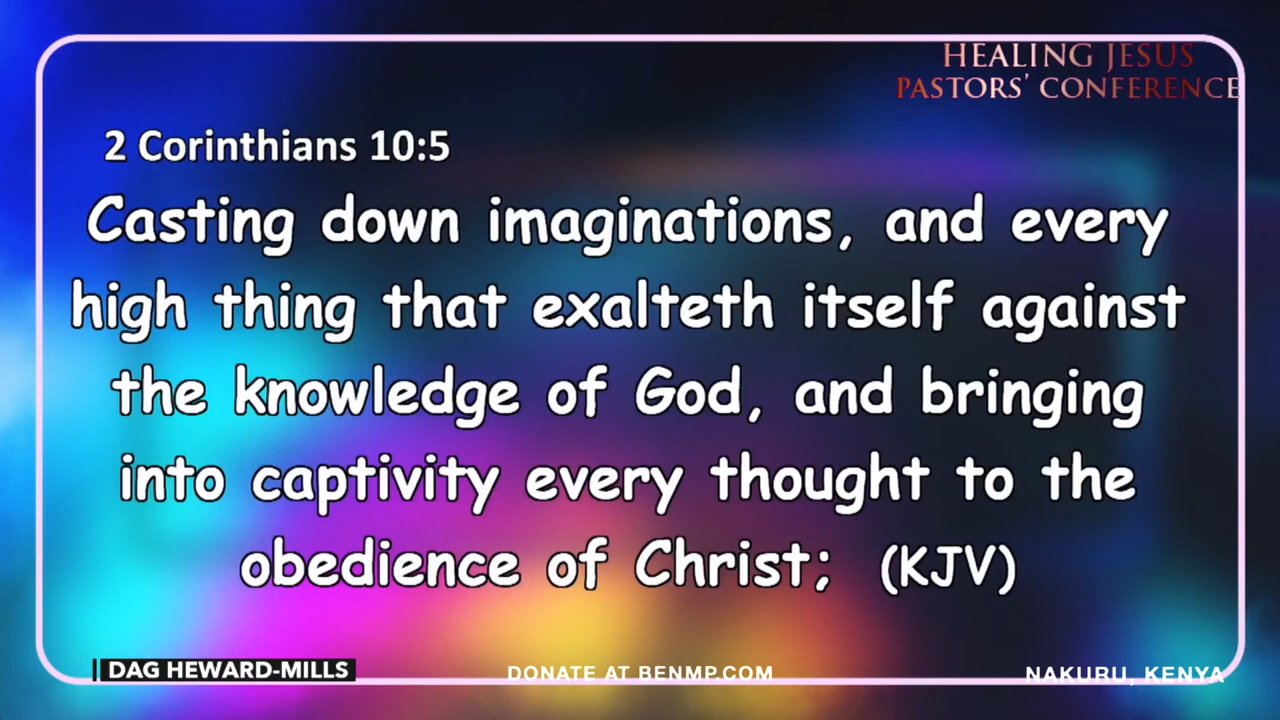 HEALING JESUS
PASTORS' CONFERENCE
2 Corinthians 10:5
Casting down imaginations, and every
high thing that exalteth itself against
the knowledge of God, and bringing
into captivity every thought to the
obedience of Christ; (KJV)
DAG HEWARD-MILLS
DONATE AT BENMP.COM
NAKURU, KENYA